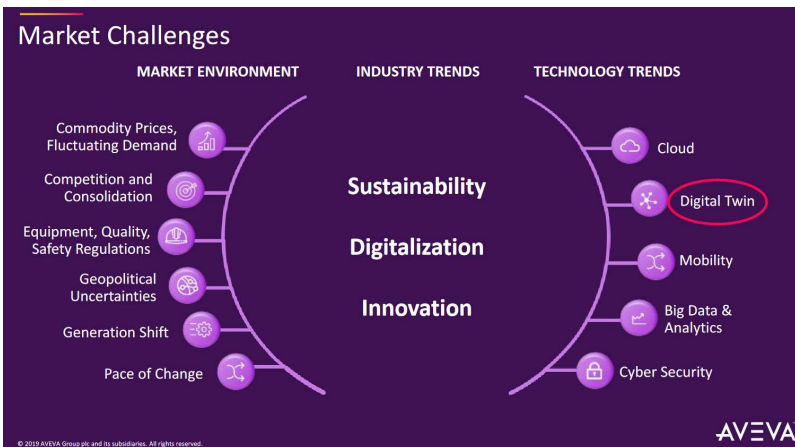 Market Challenges
MARKET ENVIRONMENT
INDUSTRY TRENDS
TECHNOLOGY TRENDS
Commodity Prices,
Fluctuating Demand
Competition and
Consolidation
Equipment, Quality,
Safety Regulations
Geopolitical
Uncertainties
Generation Shift
Pace of Change
Sustainability
Digitalization
Innovation
Cloud
Digital Twin
Mobility
Big Data &
Analytics
Cyber Security
© 2019 AVEVA Group plc and its subsidiaries. All rights reserved.
AVEVA